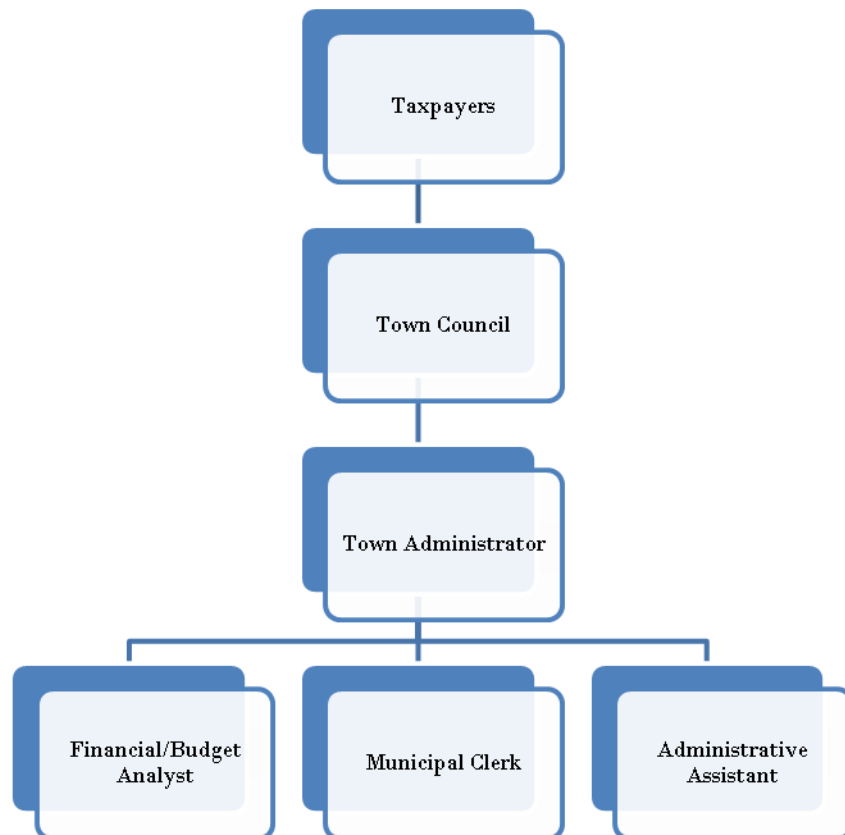 Taxpayers
Town Council
Town Administrator
Financial/Budget
Analyst
Municipal Clerk
Administrative
Assistant